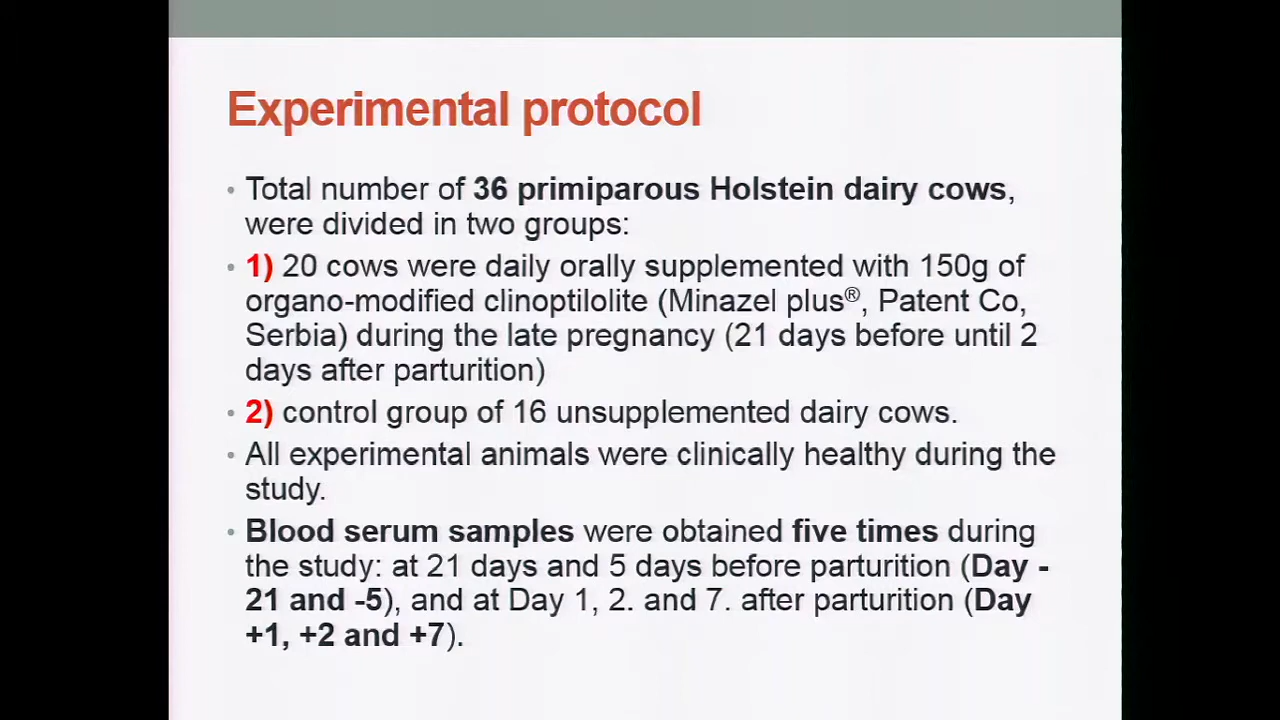 Experimental protocol
• Total number of 36 primiparous Holstein dairy cows,
were divided in two groups:
• 1) 20 cows were daily orally supplemented with 150g of
organo-modified clinoptilolite (Minazel plus®, Patent Co,
Serbia) during the late pregnancy (21 days before until 2
days after parturition)
• 2) control group of 16 unsupplemented dairy cows.
• All experimental animals were clinically healthy during the
study.
• Blood serum samples were obtained five times during
the study: at 21 days and 5 days before parturition (Day -
21 and -5), and at Day 1, 2. and 7. after parturition (Day
+1, +2 and +7).